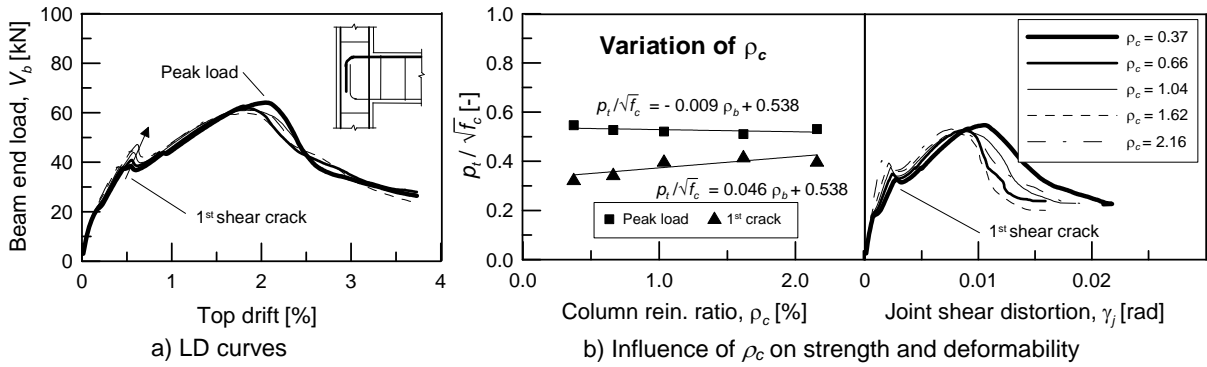 100
80
60
40
20
0
Beam end load, V_b [kN]
Peak load
1st shear crack
0 1 2 3 4
Top drift [%]
a) LD curves
1.0
0.8
0.6
0.4
0.2
0.0
p_t / √f_c [-]
Variation of ρ_c
p_t/√f_c = - 0.009 ρ_b + 0.538
p_t/√f_c = 0.046 ρ_b + 0.538
Peak load 1st crack
0.0 1.0 2.0
Column rein. ratio, ρ_c [%]
ρ_c = 0.37
ρ_c = 0.66
ρ_c = 1.04
ρ_c = 1.62
ρ_c = 2.16
1st shear crack
0 0.01 0.02
Joint shear distortion, γ_j [rad]
b) Influence of ρ_c on strength and deformability